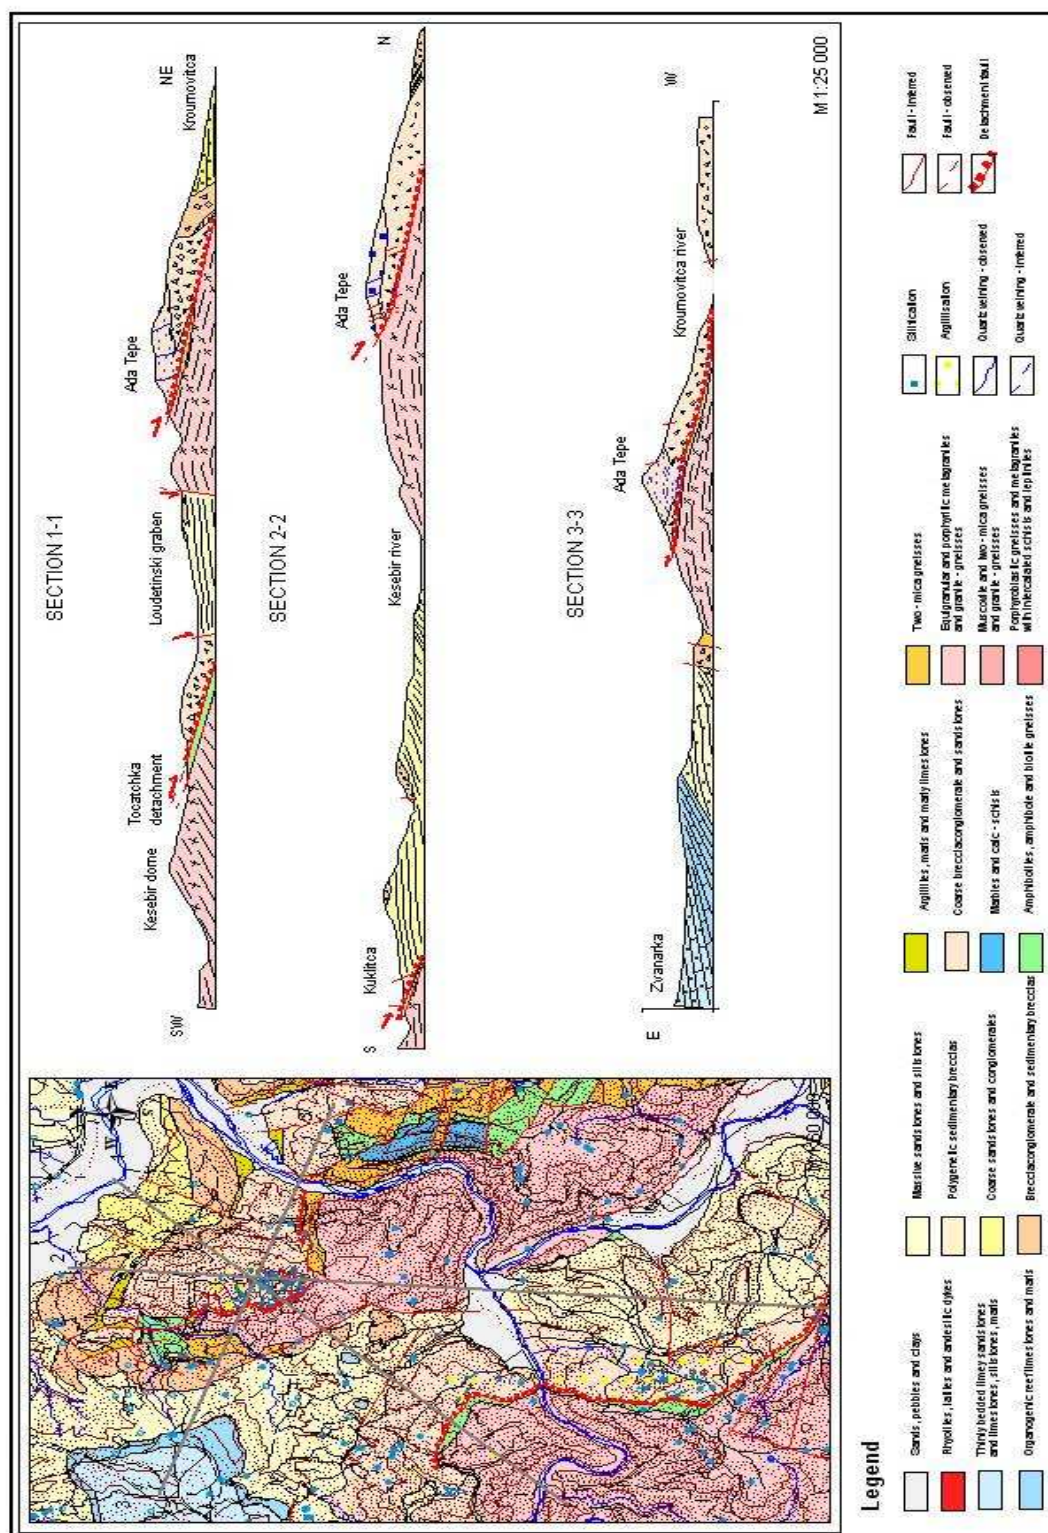 SECTION 1-1
SW
Kesebir dome
Tocatchka
detachment
Loudetinski graben
Ada Tepe
Kroumovitca
NE
SECTION 2-2
S
Kuklitca
Kesebir river
Ada Tepe
N
SECTION 3-3
E
Zvanarka
Ada Tepe
Kroumovitca river
W
M 1:25 000
Legend
Sands, pebbles and clays
Rhyolites, latites and andesitic dykes
Thinly bedded limey sandstones
and limestones, siltstones, marls
Organogenic reef limestones and marls
Massive sandstones and siltstones
Polygenetic sedimentary breccias
Coarse sandstones and conglomerates
Brecciaconglomerate and sedimentary breccias
Argillites, marls and marly limestones
Coarse brecciaconglomerate and sandstones
Marbles and calc - schists
Amphibolites, amphibole and biotite gneisses
Two - mica gneisses
Equigranular and porphyritic metagranites
and granite - gneisses
Muscovite and two - mica gneisses
and granite - gneisses
Porphyroblastic gneisses and metagranites
with intercalated schists and leptinites
Silification
Argillisation
Quartz veining - observed
Quartz veining - inferred
Fault - inferred
Fault - observed
Detachment fault